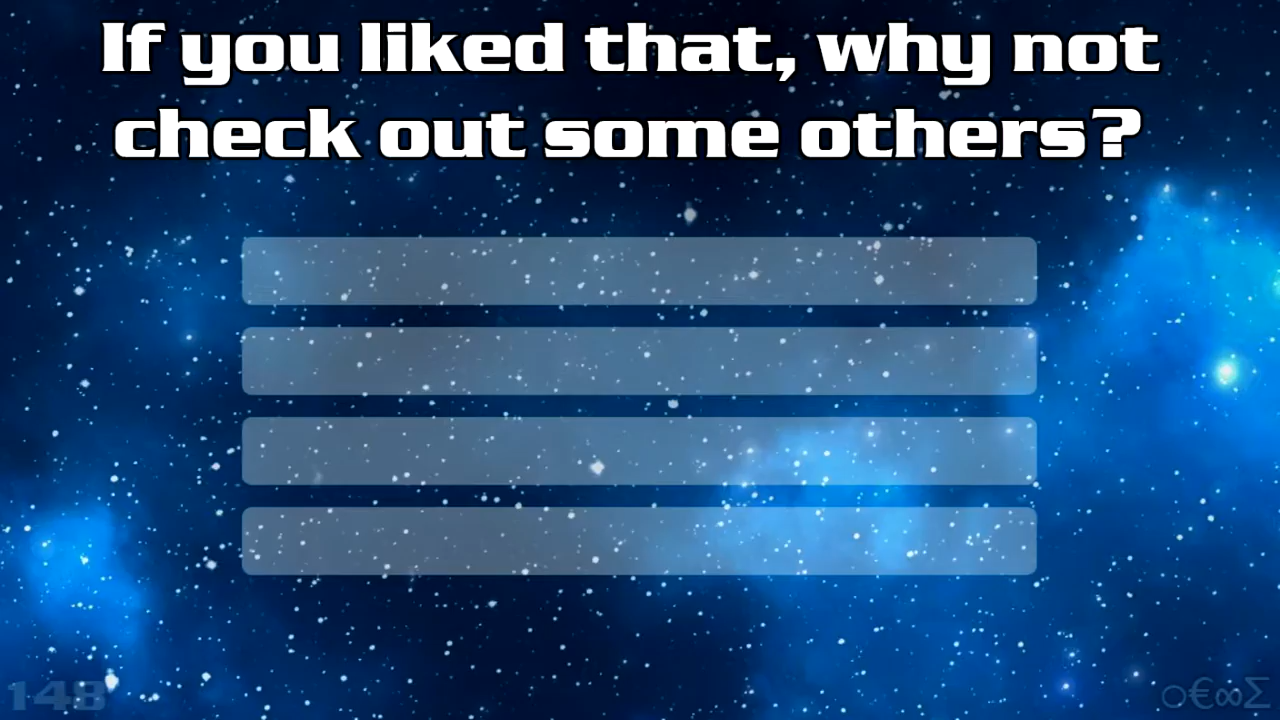 If you liked that, why not
check out some others?
148
○€∞Σ